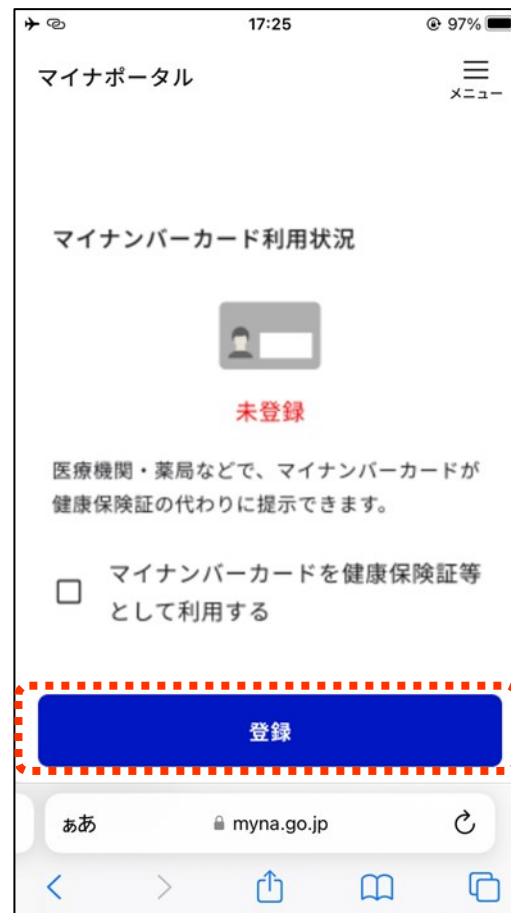 17:25
97%
マイナポータル
メニュー
マイナンバーカード利用状況
未登録
医療機関・薬局などで、マイナンバーカードが
健康保険証の代わりに提示できます。
マイナンバーカードを健康保険証等
として利用する
登録
ぁあ
myna.go.jp